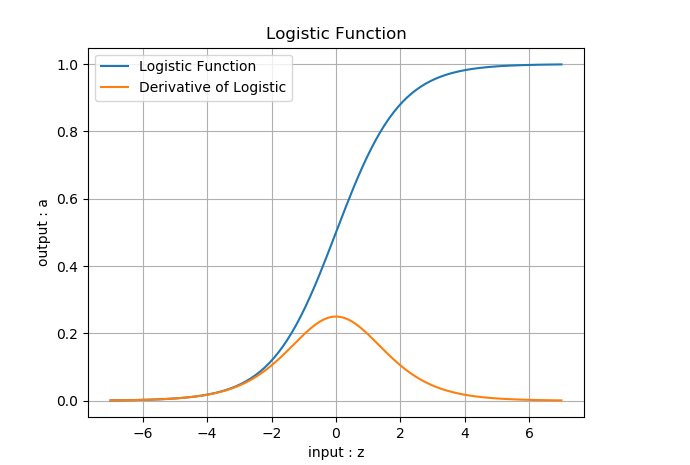 Logistic Function
Logistic Function
Derivative of Logistic
1.0
0.8
0.6
0.4
0.2
0.0
output : a
−6
−4
−2
0
2
4
6
input : z